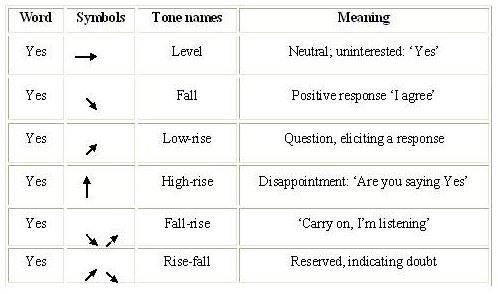 Word Symbols Tone names Meaning
Yes Level Neutral; uninterested: ‘Yes’
Yes Fall Positive response ‘I agree’
Yes Low-rise Question, eliciting a response
Yes High-rise Disappointment: ‘Are you saying Yes’
Yes Fall-rise ‘Carry on, I’m listening’
Yes Rise-fall Reserved, indicating doubt